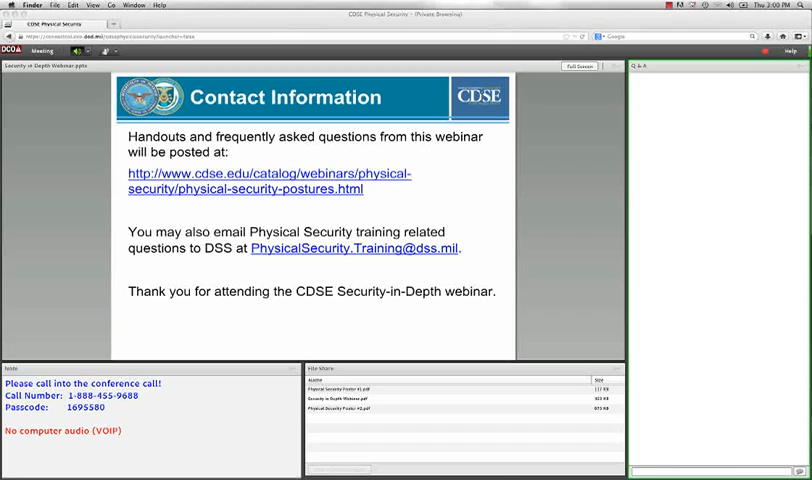 Finder File Edit View Go Window Help
Thu 3:00 PM
CDSE Physical Security – (Private Browsing)
CDSE Physical Security
Google
DCO Meeting
Help
Security in Depth Webinar.pptx
Full Screen
Q & A
Contact Information
CDSE
Handouts and frequently asked questions from this webinar
will be posted at:
http://www.cdse.edu/catalog/webinars/physical-
security/physical-security-postures.html
You may also email Physical Security training related
questions to DSS at PhysicalSecurity.Training@dss.mil.
Thank you for attending the CDSE Security-in-Depth webinar.
Note
Please call into the conference call!
Call Number: 1-888-455-9688
Passcode: 1695580
No computer audio (VOIP)
File Share
Name Size
Physical Security Poster #1.pdf 117 KB
Security in Depth Webinar.pdf
Physical Security Poster #2.pdf